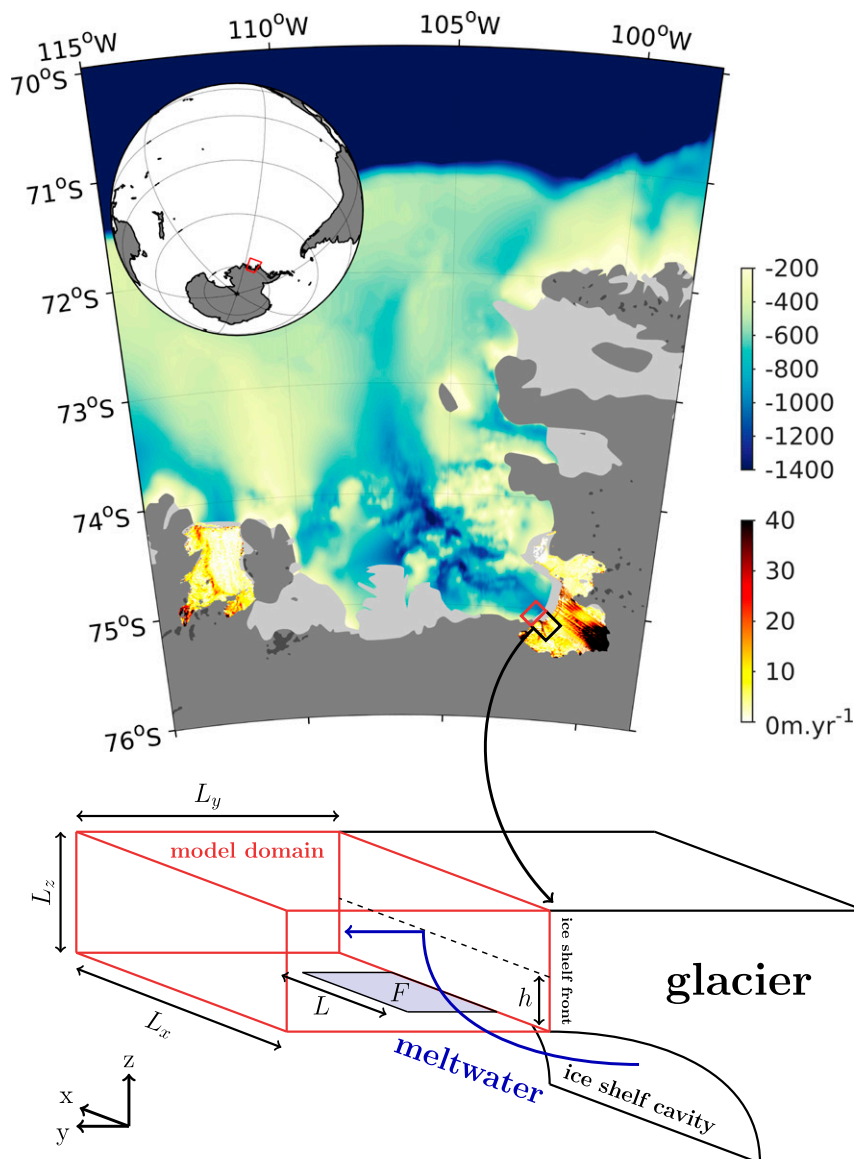 115°W
110°W
105°W
100°W
70°S
71°S
72°S
73°S
74°S
75°S
76°S
-200
-400
-600
-800
-1000
-1200
-1400
40
30
20
10
0m.yr⁻¹
L_y
model domain
L_z
ice shelf front
glacier
h
F
L
L_x
meltwater
ice shelf cavity
z
x
y